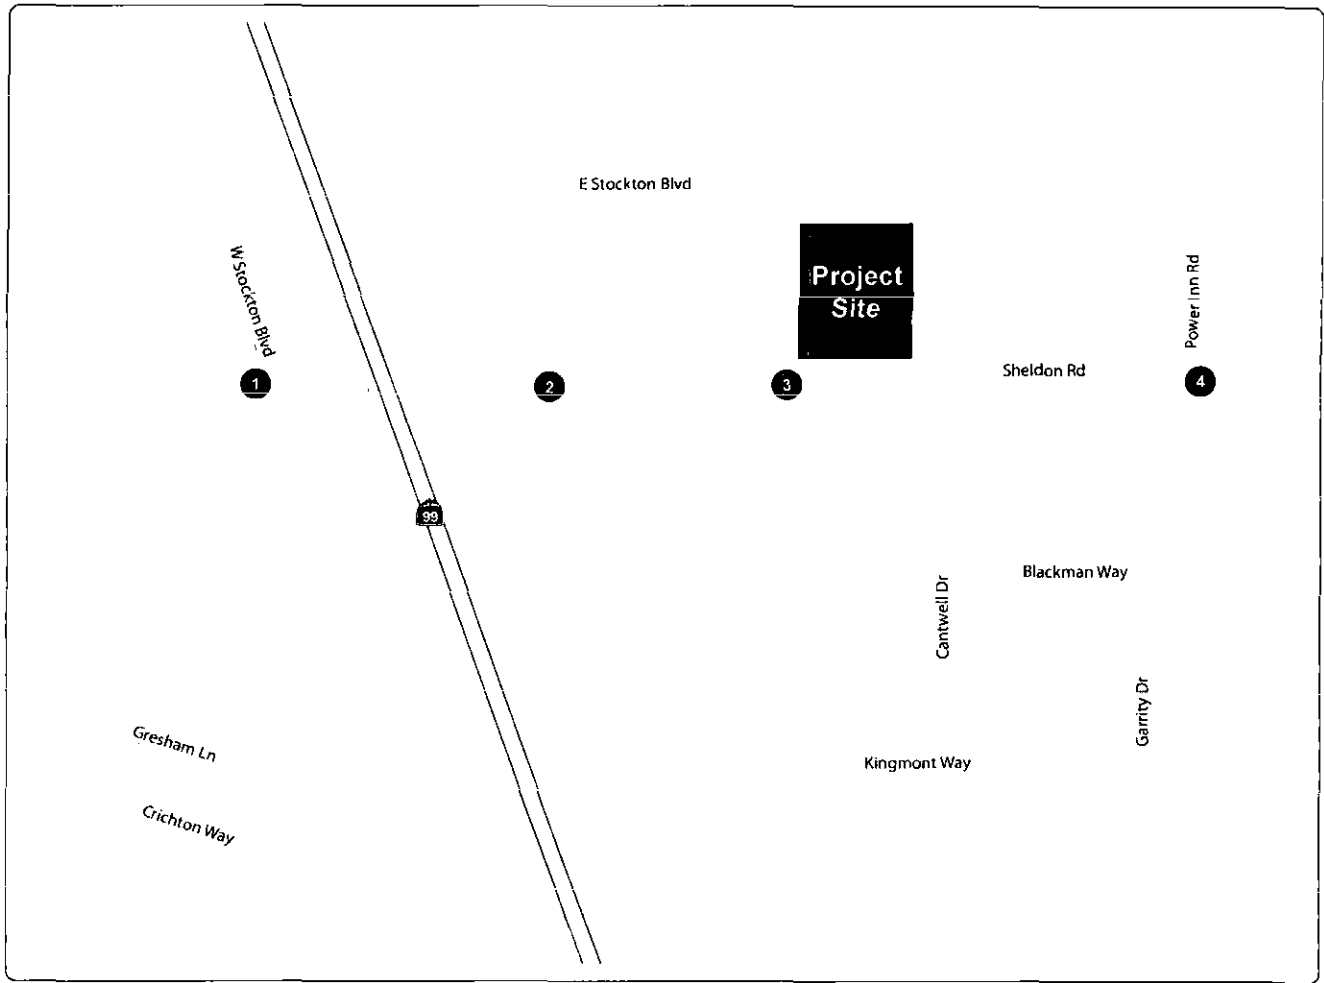 E Stockton Blvd
W Stockton Blvd
Project
Site
Power Inn Rd
Sheldon Rd
1
2
3
4
99
Blackman Way
Cantwell Dr
Garrity Dr
Gresham Ln
Kingmont Way
Crichton Way